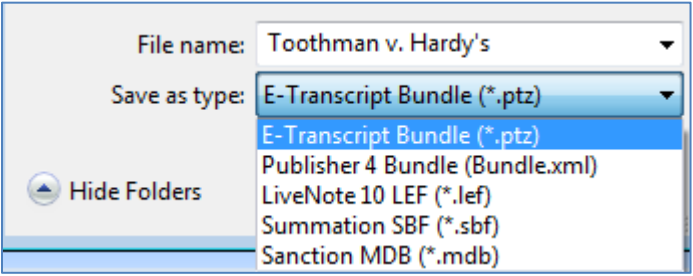 File name: Toothman v. Hardy's
Save as type: E-Transcript Bundle (*.ptz)
E-Transcript Bundle (*.ptz)
Publisher 4 Bundle (Bundle.xml)
Hide Folders
LiveNote 10 LEF (*.lef)
Summation SBF (*.sbf)
Sanction MDB (*.mdb)